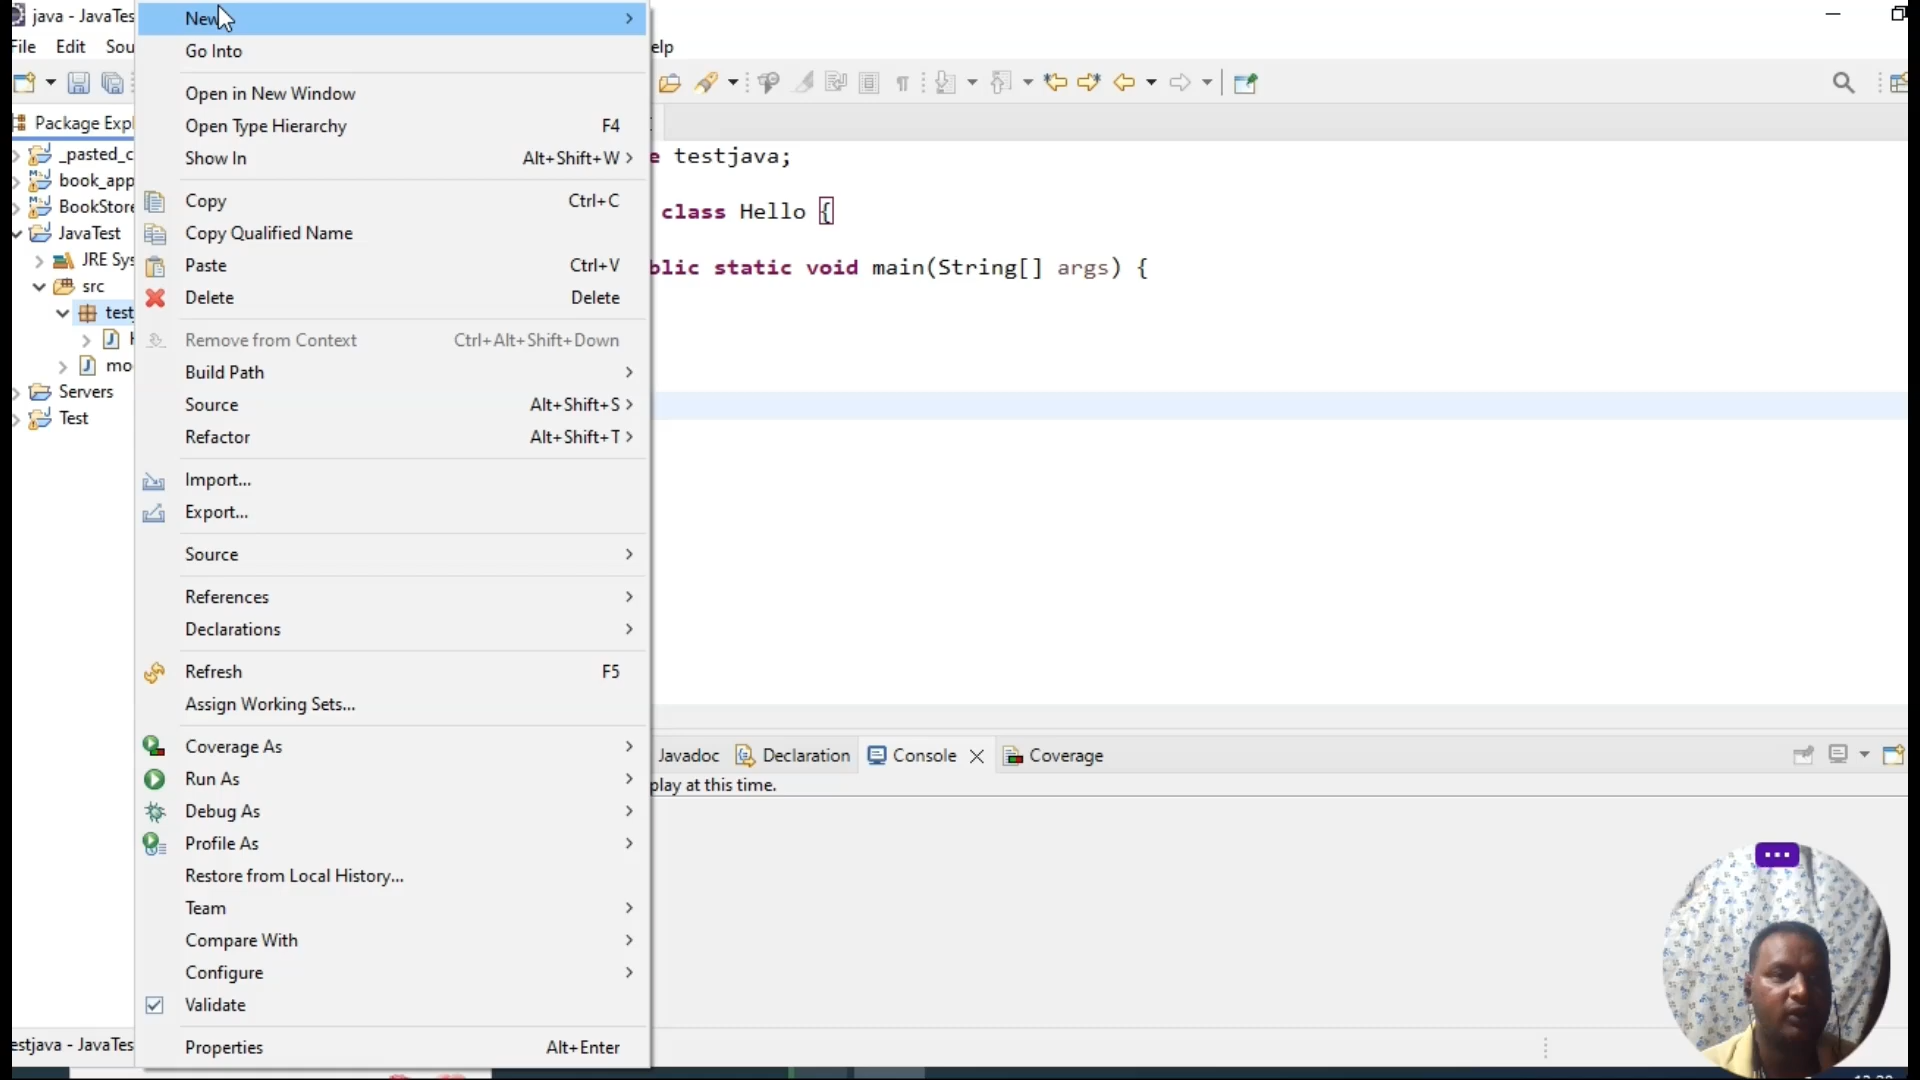 java - JavaTes
File Edit Sou
elp
Package Expl
_pasted_c
book_app
BookStore
JavaTest
JRE Sys
src
test
mo
Servers
Test
New
Go Into
Open in New Window
Open Type Hierarchy F4
Show In Alt+Shift+W
Copy Ctrl+C
Copy Qualified Name
Paste Ctrl+V
Delete Delete
Remove from Context Ctrl+Alt+Shift+Down
Build Path
Source Alt+Shift+S
Refactor Alt+Shift+T
Import...
Export...
Source
References
Declarations
Refresh F5
Assign Working Sets...
Coverage As
Run As
Debug As
Profile As
Restore from Local History...
Team
Compare With
Configure
Validate
Properties Alt+Enter
e testjava;
class Hello {
blic static void main(String[] args) {
Javadoc Declaration Console Coverage
play at this time.
estjava - JavaTes